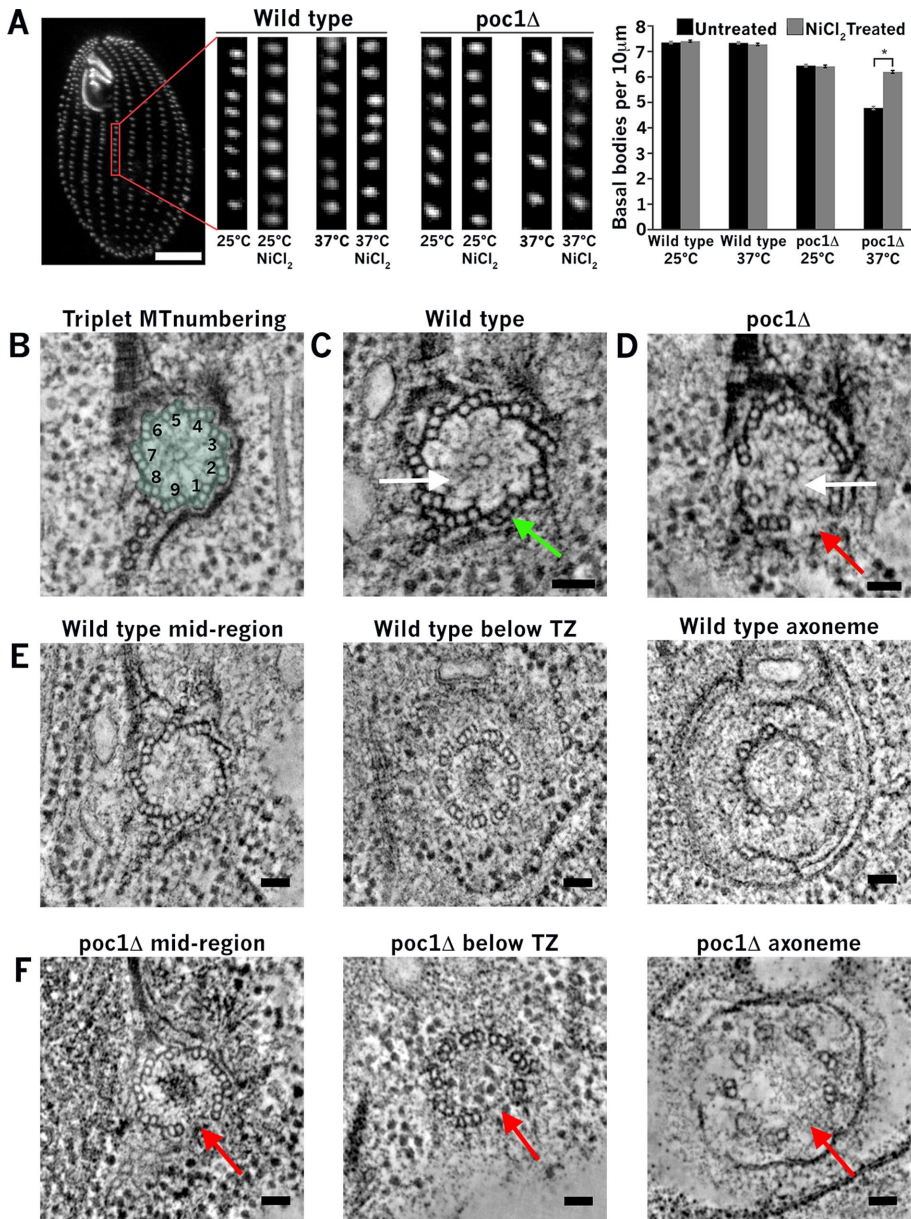 A
Wild type
poc1Δ
25°C
25°C
NiCl2
37°C
37°C
NiCl2
25°C
25°C
NiCl2
37°C
37°C
NiCl2
Untreated
NiCl2Treated
Basal bodies per 10µm
8
7
6
5
4
3
2
1
0
*
Wild type
25°C
Wild type
37°C
poc1Δ
25°C
poc1Δ
37°C
B
Triplet MTnumbering
5
6
4
7
3
8
2
9
1
C
Wild type
D
poc1Δ
E
Wild type mid-region
Wild type below TZ
Wild type axoneme
F
poc1Δ mid-region
poc1Δ below TZ
poc1Δ axoneme